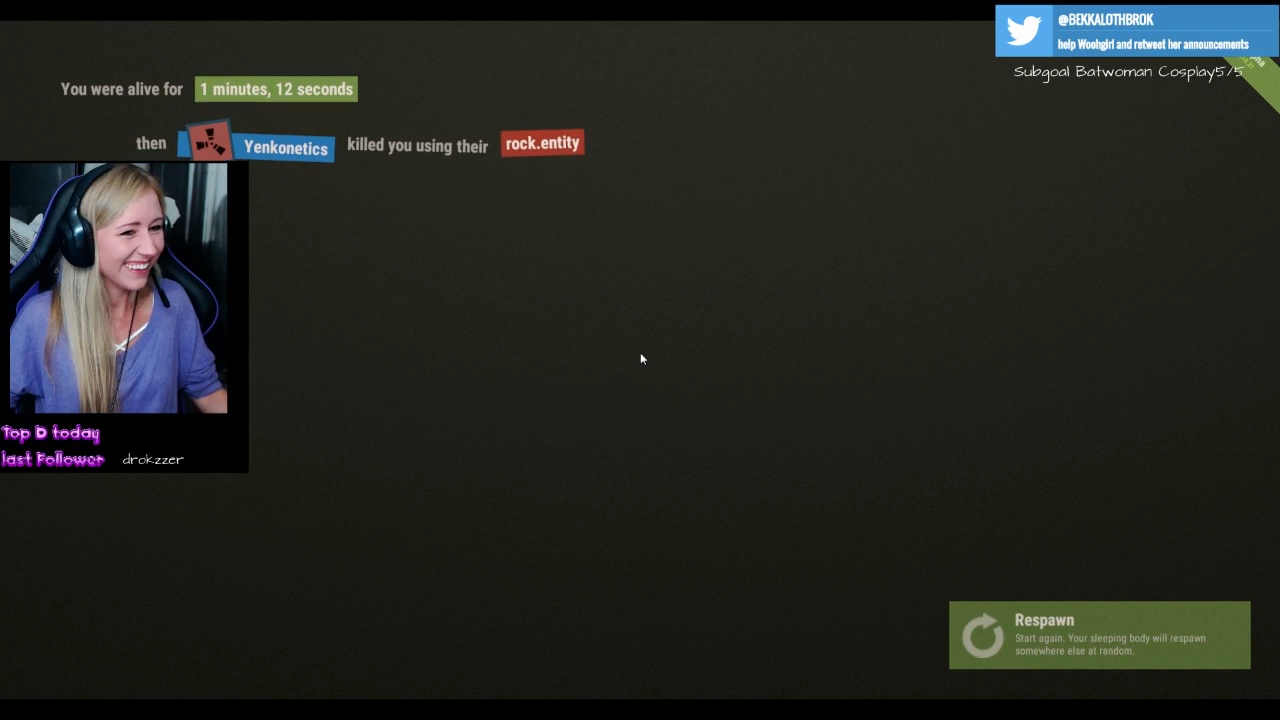 @BEKKALOTHBROK
help Woohgirl and retweet her announcements
Subgoal Batwoman Cosplay5/5
You were alive for 1 minutes, 12 seconds
then Yenkonetics killed you using their rock.entity
Top D today
last Follower drokzzer
Respawn
Start again. Your sleeping body will respawn
somewhere else at random.